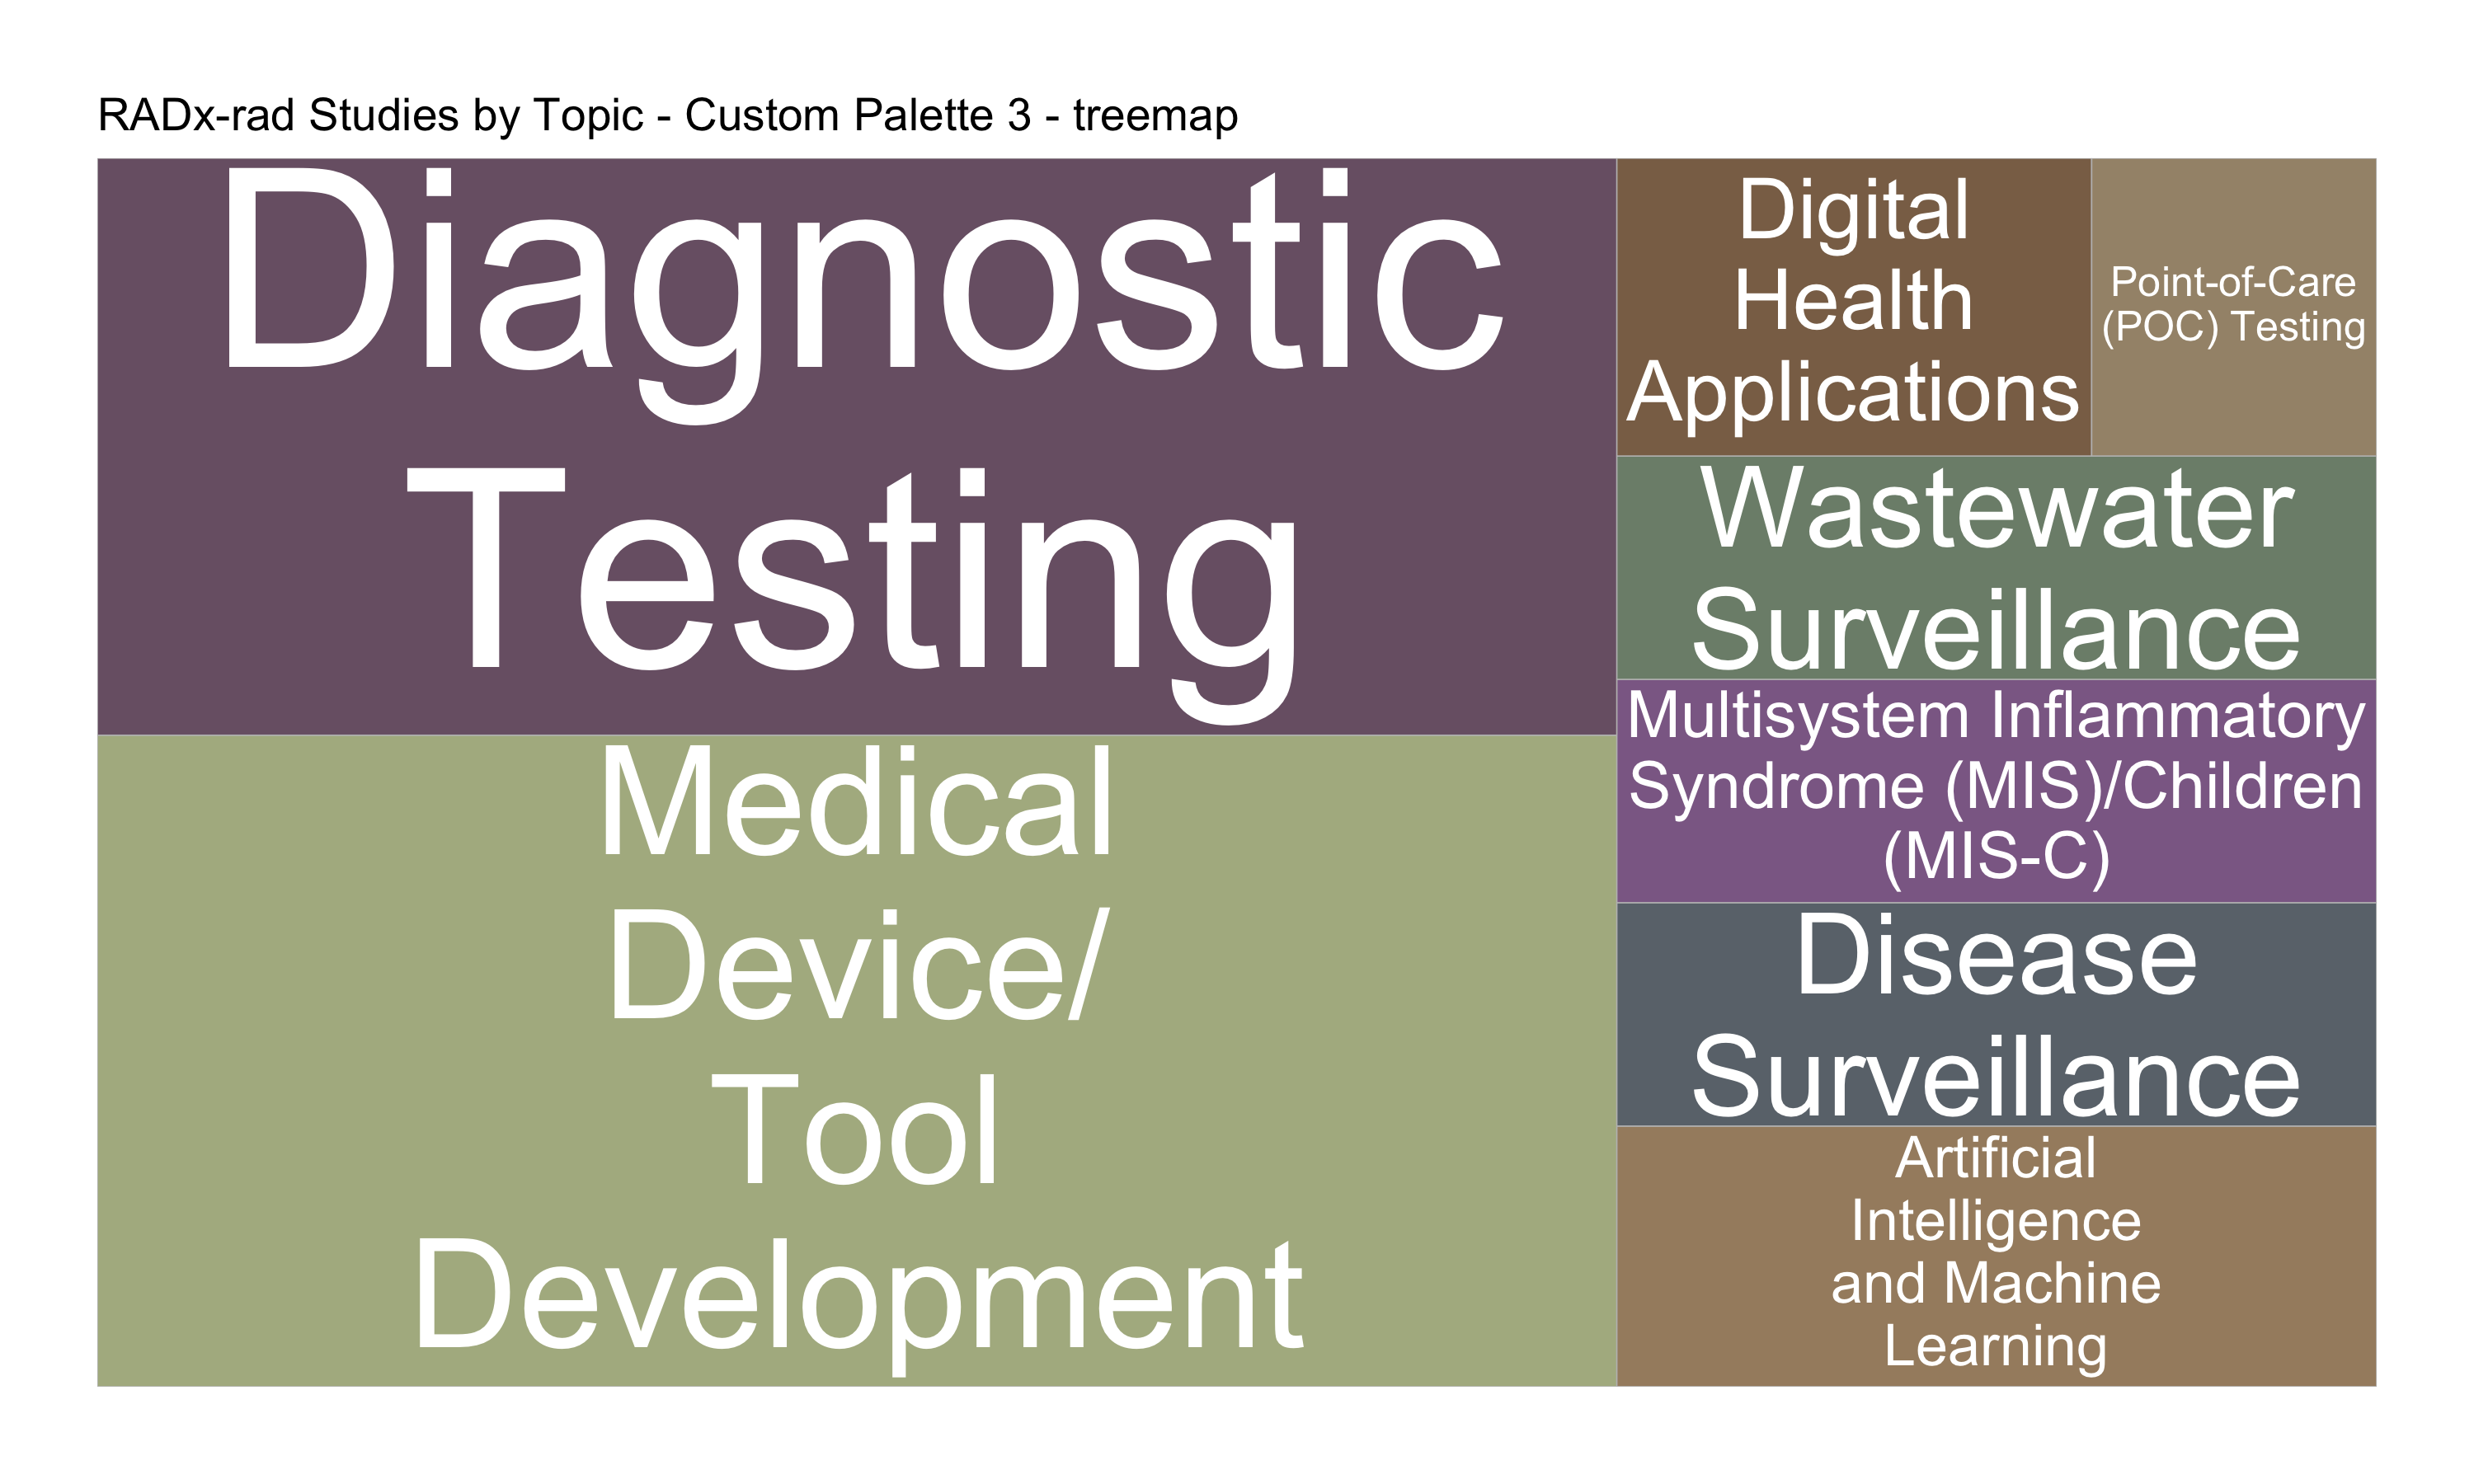 RADx-rad Studies by Topic - Custom Palette 3 - treemap
Diagnostic
Testing
Medical
Device/
Tool
Development
Digital
Health
Applications
Point-of-Care
(POC) Testing
Wastewater
Surveillance
Multisystem Inflammatory
Syndrome (MIS)/Children
(MIS-C)
Disease
Surveillance
Artificial
Intelligence
and Machine
Learning